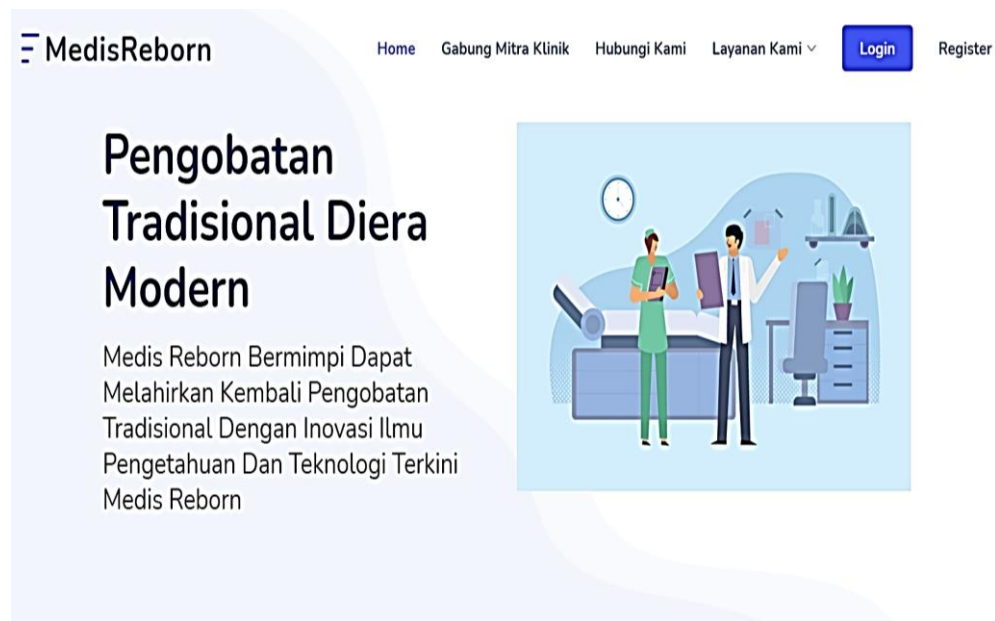 MedisReborn
Home Gabung Mitra Klinik Hubungi Kami Layanan Kami Login Register
Pengobatan
Tradisional Diera
Modern
Medis Reborn Bermimpi Dapat
Melahirkan Kembali Pengobatan
Tradisional Dengan Inovasi Ilmu
Pengetahuan Dan Teknologi Terkini
Medis Reborn